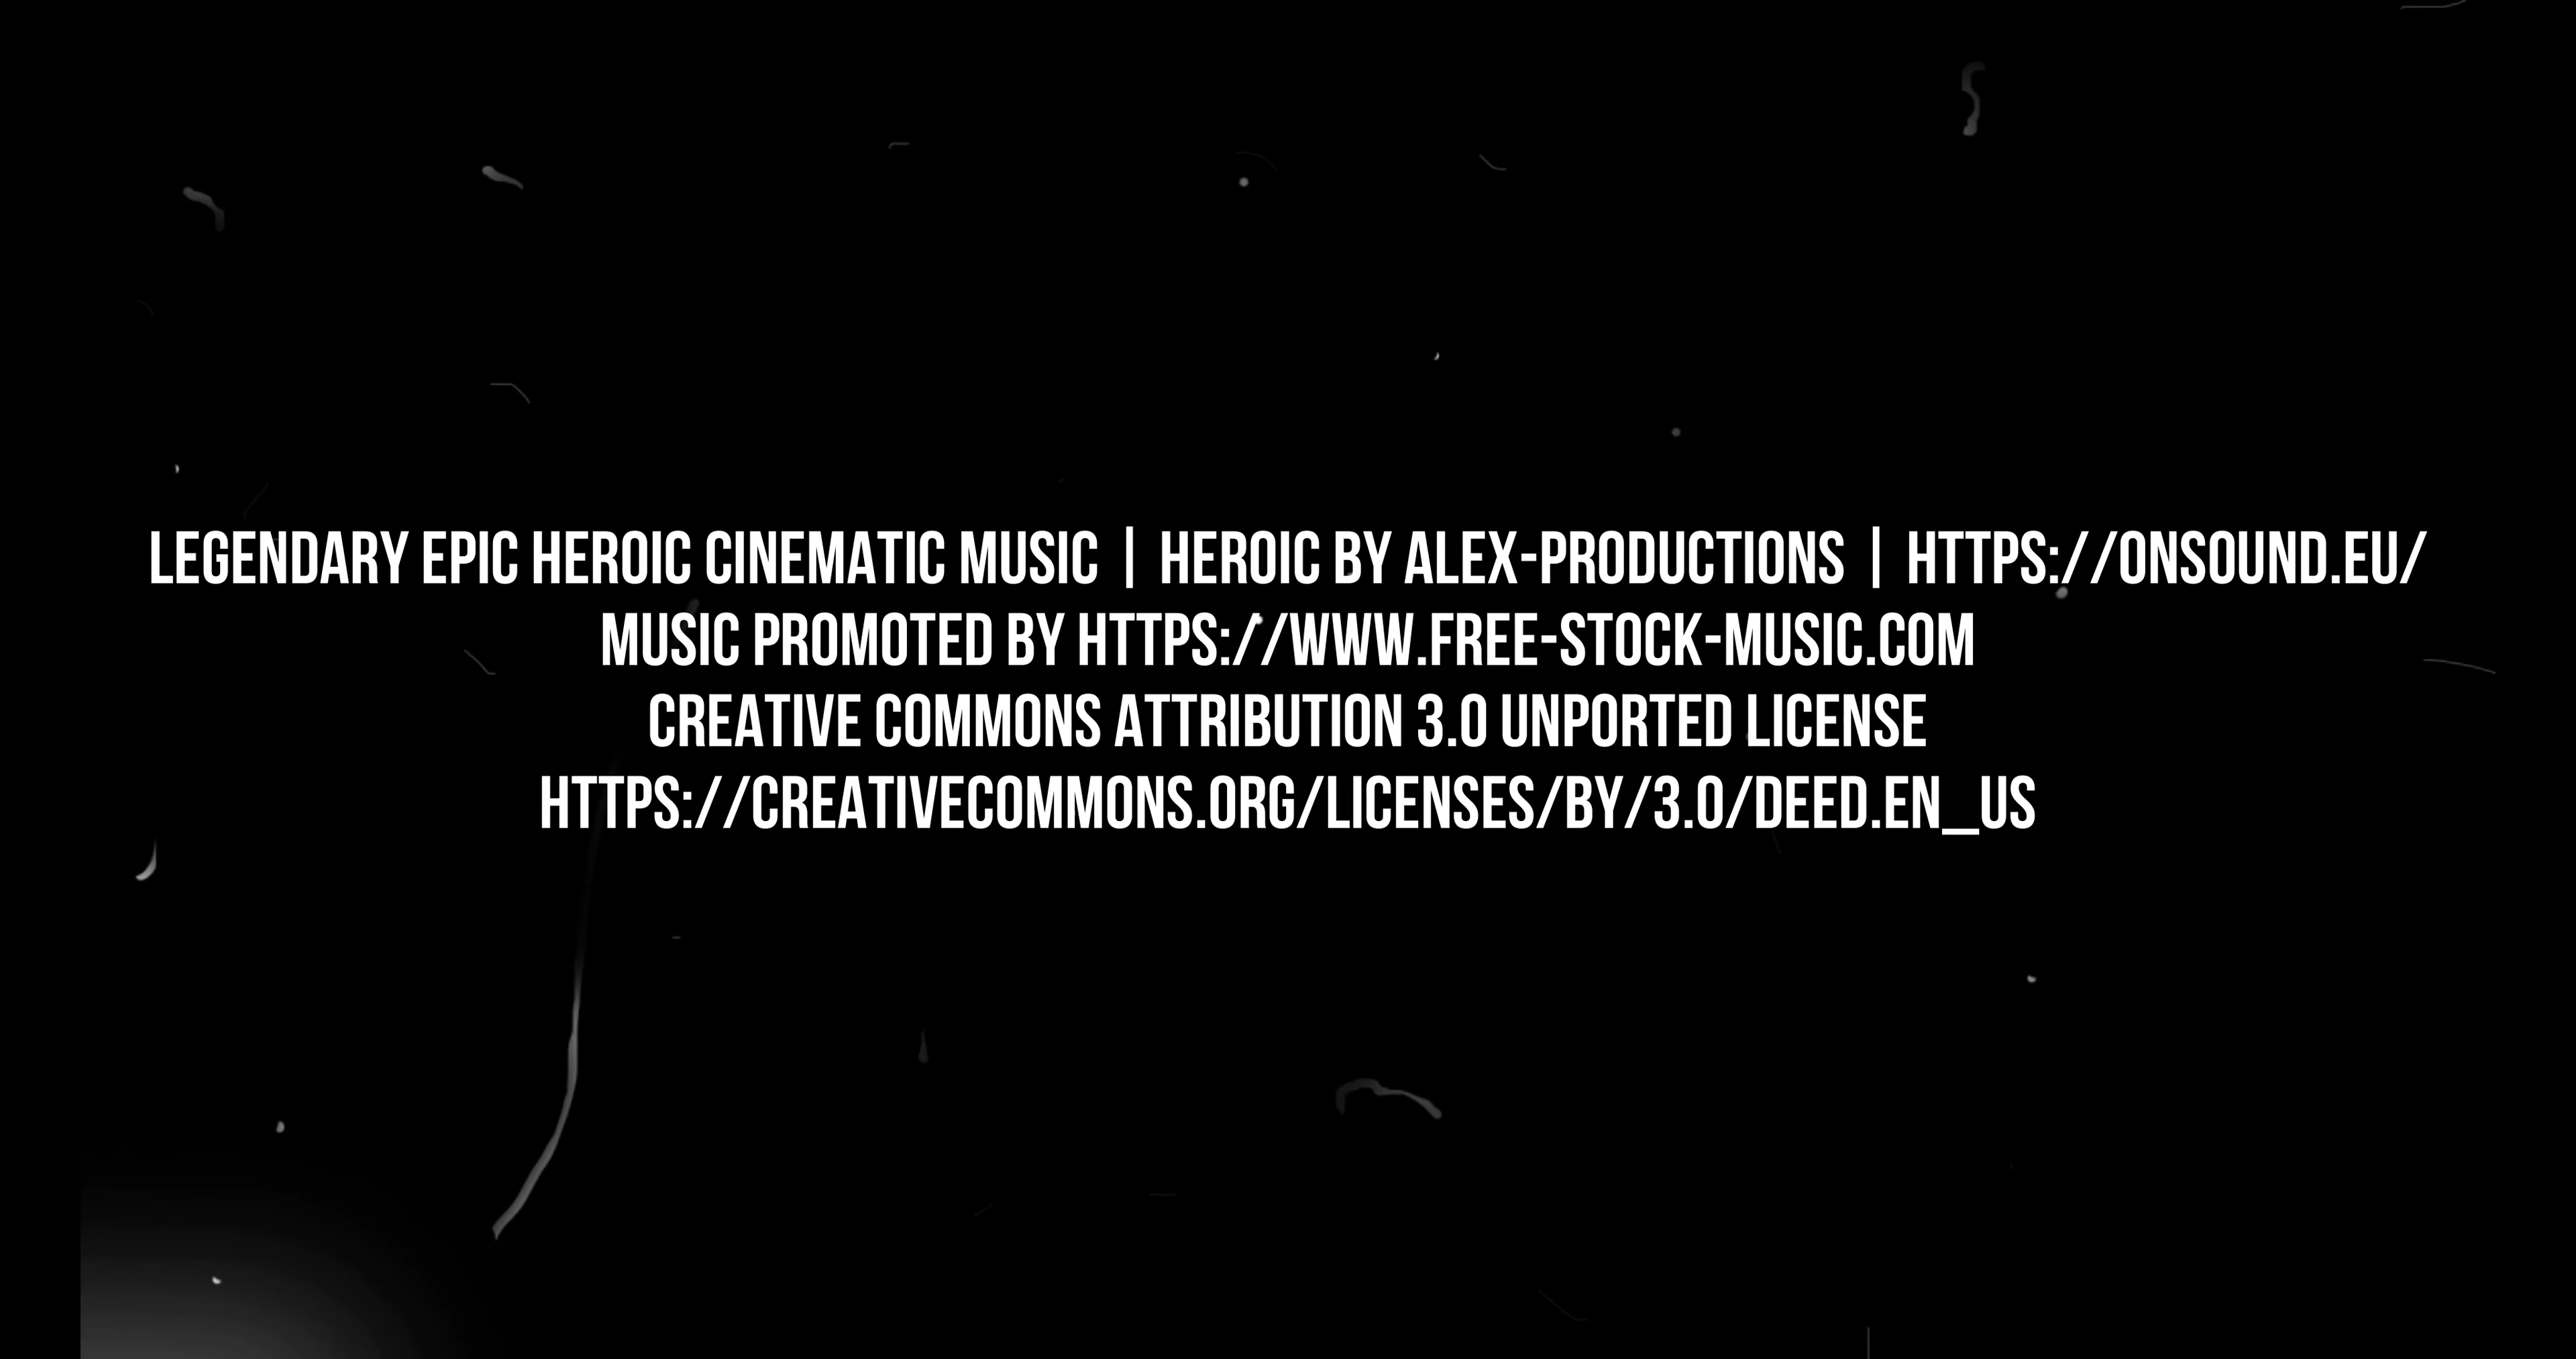 LEGENDARY EPIC HEROIC CINEMATIC MUSIC | HEROIC BY ALEX-PRODUCTIONS | HTTPS://ONSOUND.EU/
MUSIC PROMOTED BY HTTPS://WWW.FREE-STOCK-MUSIC.COM
CREATIVE COMMONS ATTRIBUTION 3.0 UNPORTED LICENSE
HTTPS://CREATIVECOMMONS.ORG/LICENSES/BY/3.0/DEED.EN_US